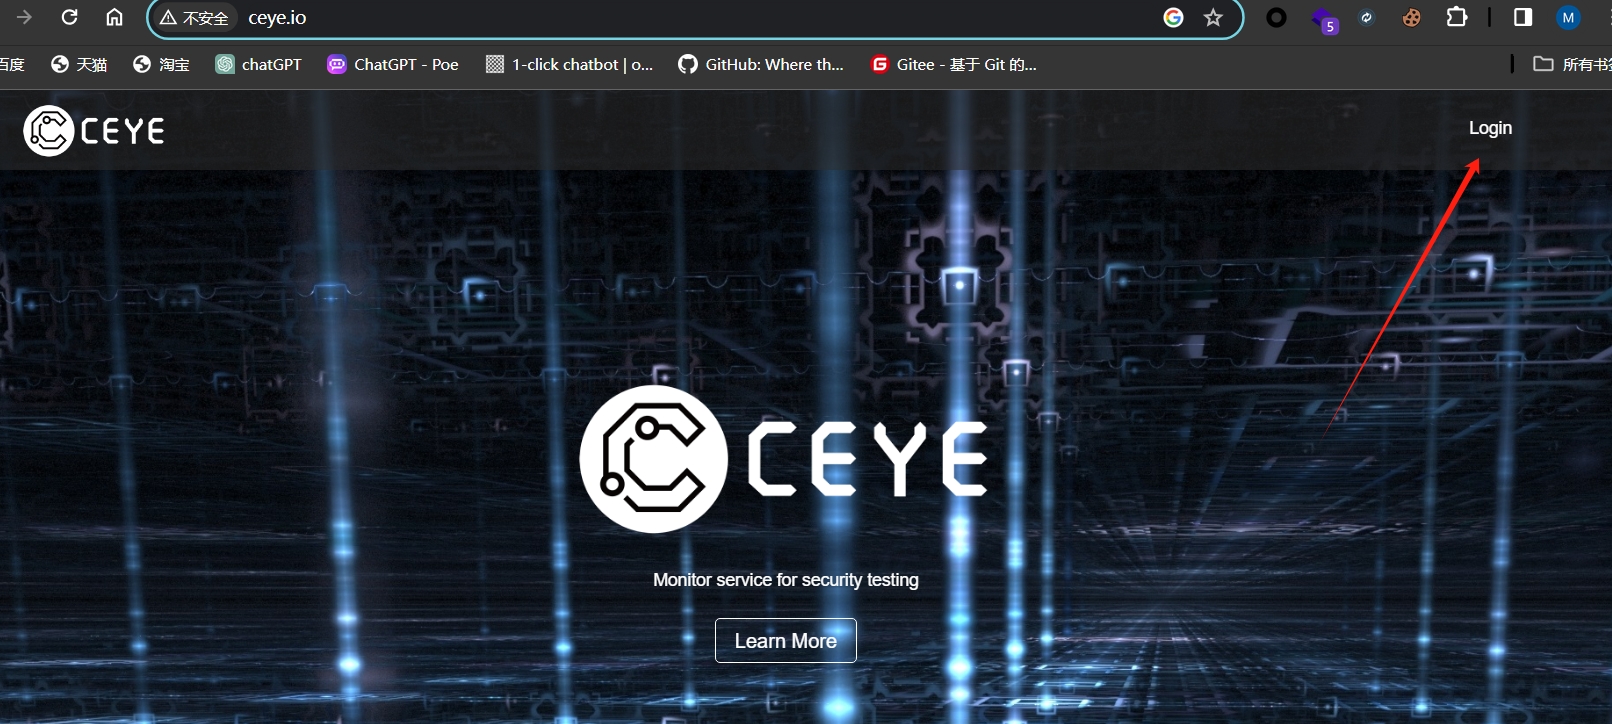 不安全 ceye.io
5
M
百度 天猫 淘宝 chatGPT ChatGPT - Poe 1-click chatbot | o... GitHub: Where th... Gitee - 基于 Git 的... 所有书签
CEYE
Login
CEYE
Monitor service for security testing
Learn More